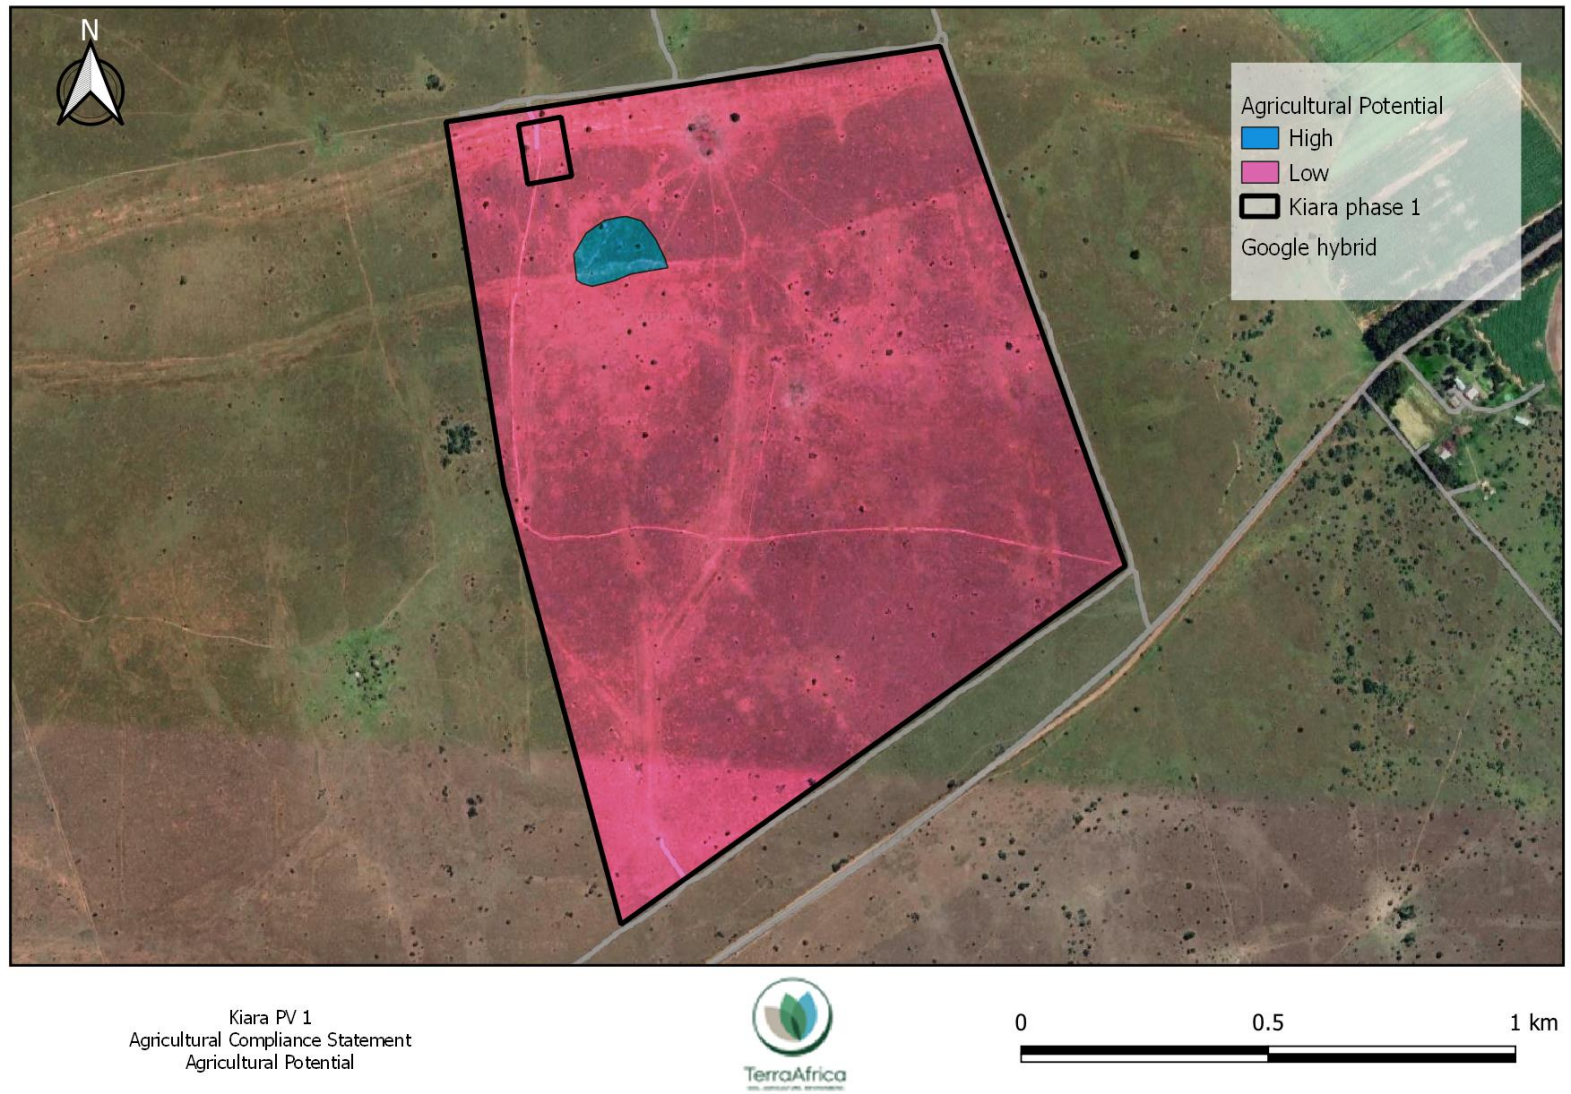 N
Agricultural Potential
High
Low
Kiara phase 1
Google hybrid
Kiara PV 1
Agricultural Compliance Statement
Agricultural Potential
TerraAfrica
0 0.5 1 km